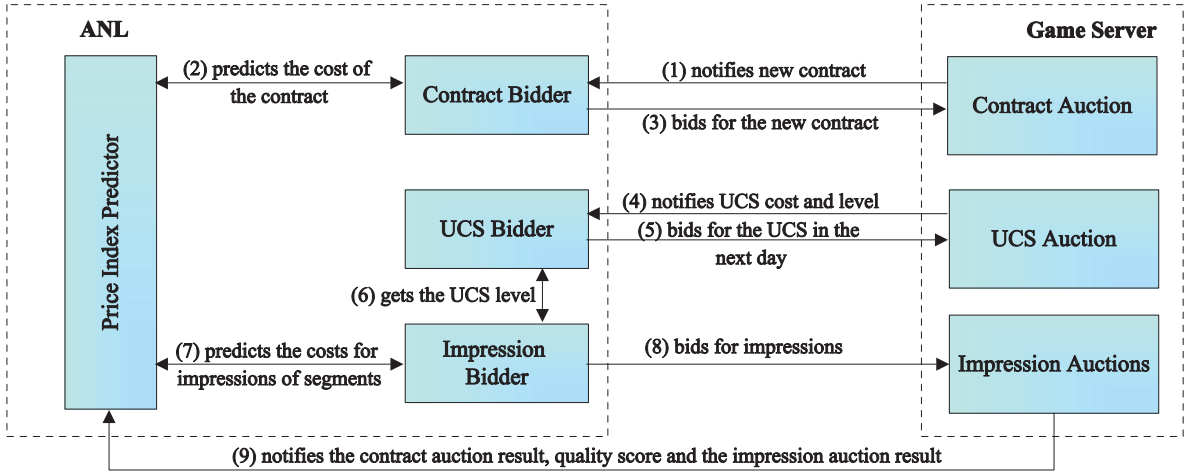 ANL
Game Server
Price Index Predictor
(2) predicts the cost of
the contract
Contract Bidder
(1) notifies new contract
(3) bids for the new contract
Contract Auction
UCS Bidder
(4) notifies UCS cost and level
(5) bids for the UCS in the
next day
UCS Auction
(6) gets the UCS level
(7) predicts the costs for
impressions of segments
Impression
Bidder
(8) bids for impressions
Impression Auctions
(9) notifies the contract auction result, quality score and the impression auction result